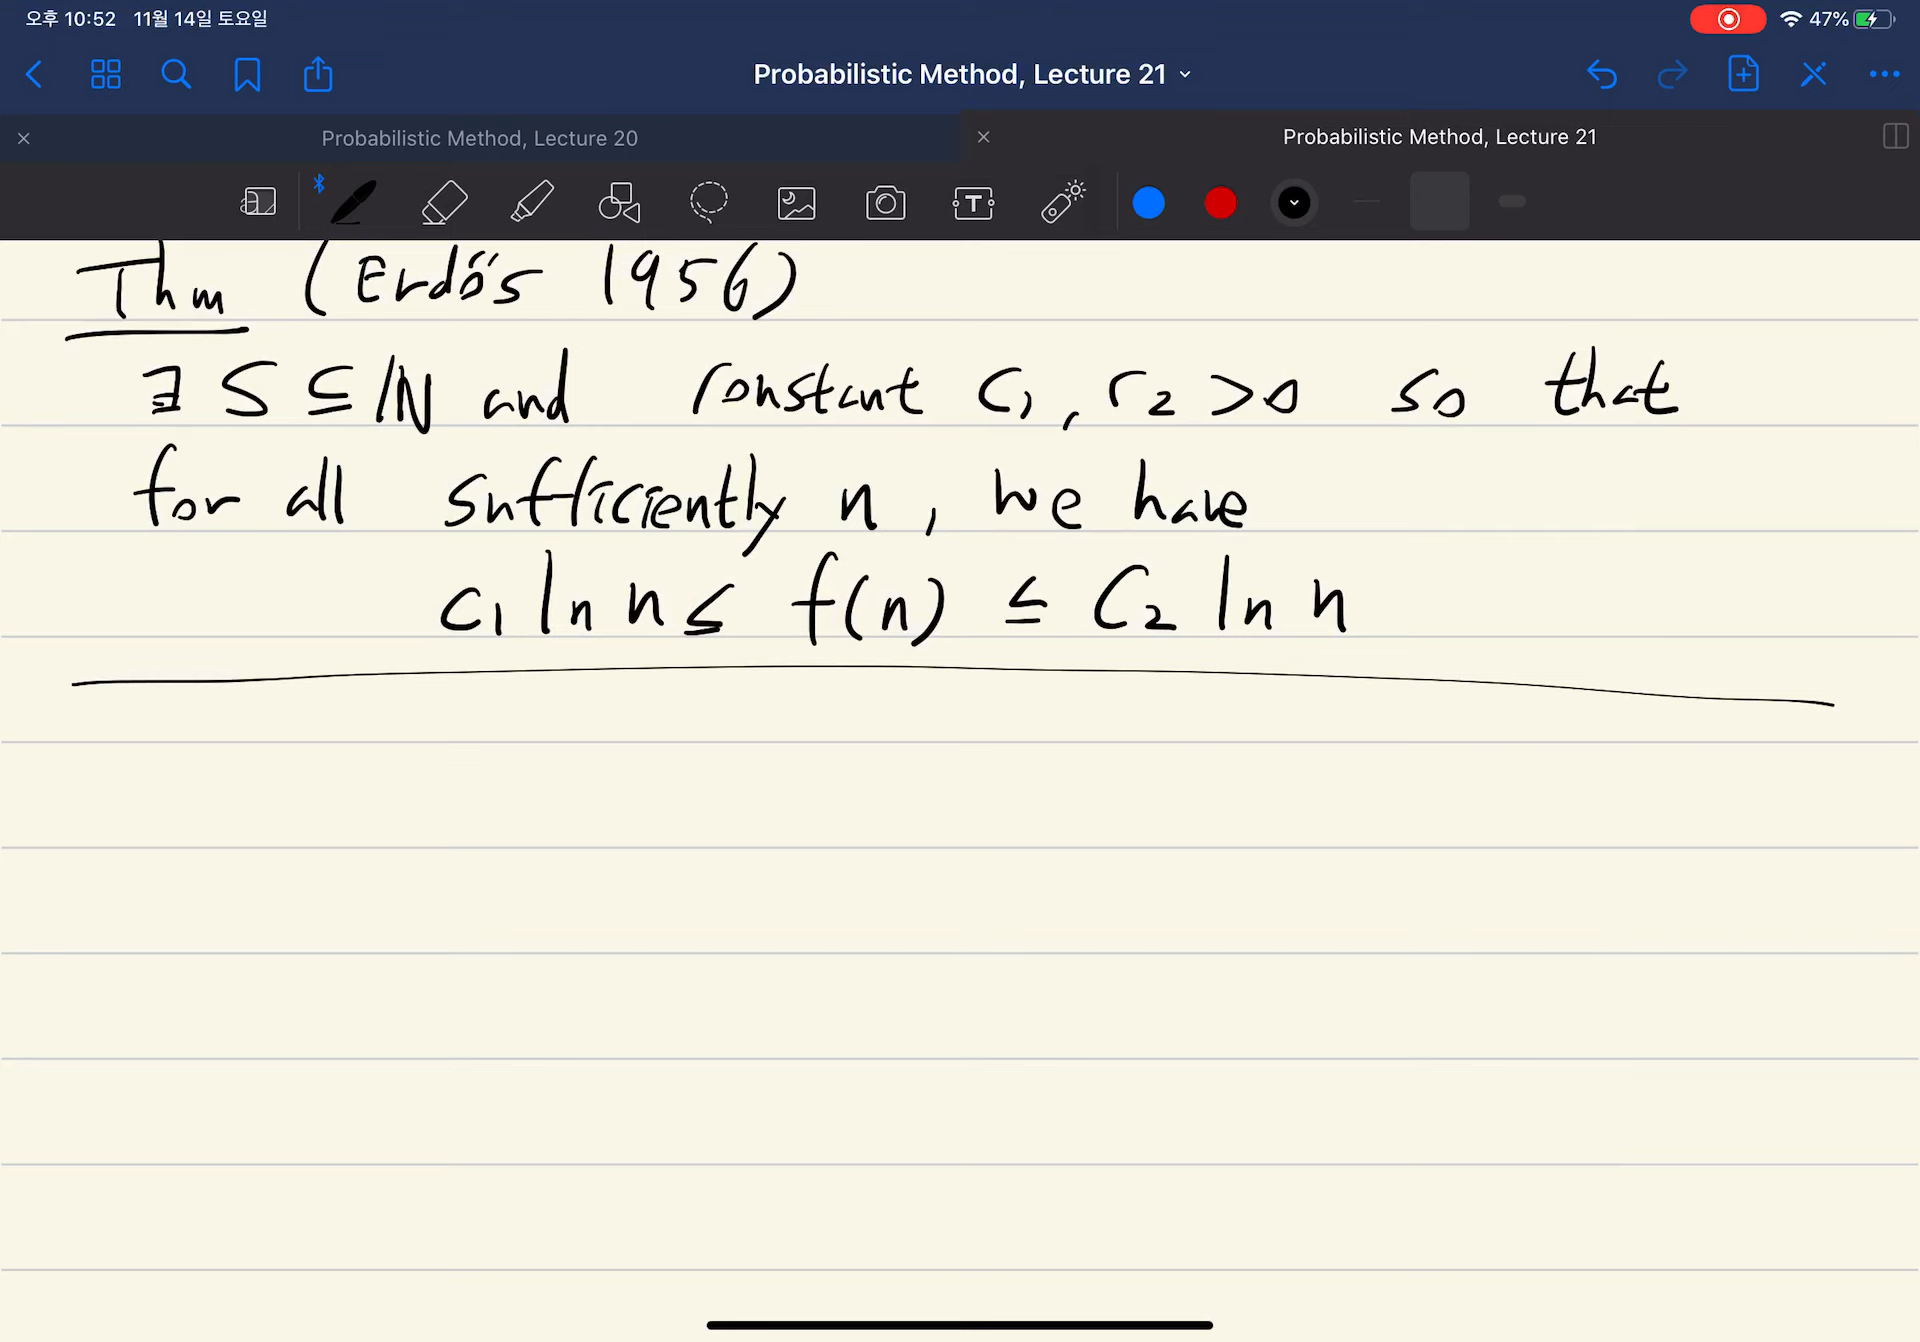 오후 10:52 11월 14일 토요일 47%
Probabilistic Method, Lecture 21
Probabilistic Method, Lecture 20 Probabilistic Method, Lecture 21
Thm (Erdős 1956)
∃ S ⊆ ℕ and constant C₁, C₂ > 0 so that
for all sufficiently n, we have
C₁ ln n ≤ f(n) ≤ C₂ ln n